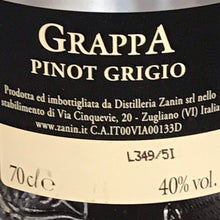 GRAPPA
PINOT GRIGIO
Prodotta ed imbottigliata da Distilleria Zanin srl nello
stabilimento di Via Cinquevie, 20 - Zugliano (VI) Italia
www.zanin.it C.A.IT00VIA00133D
L349/5I
70cl e 40% vol.